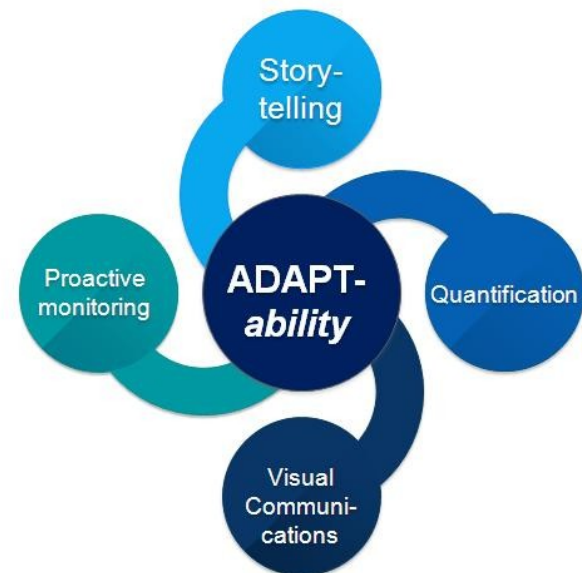 Story-
telling
Proactive
monitoring
ADAPT-
ability
Quantification
Visual
Communi-
cations